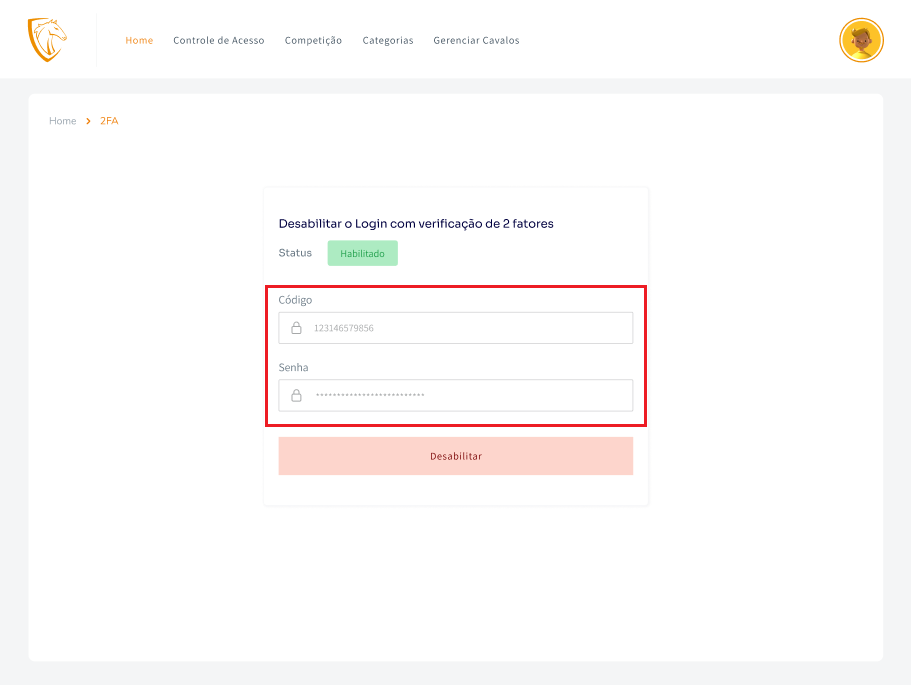 Home Controle de Acesso Competição Categorias Gerenciar Cavalos
Home > 2FA
Desabilitar o Login com verificação de 2 fatores
Status Habilitado
Código
123146579856
Senha
**************************
Desabilitar